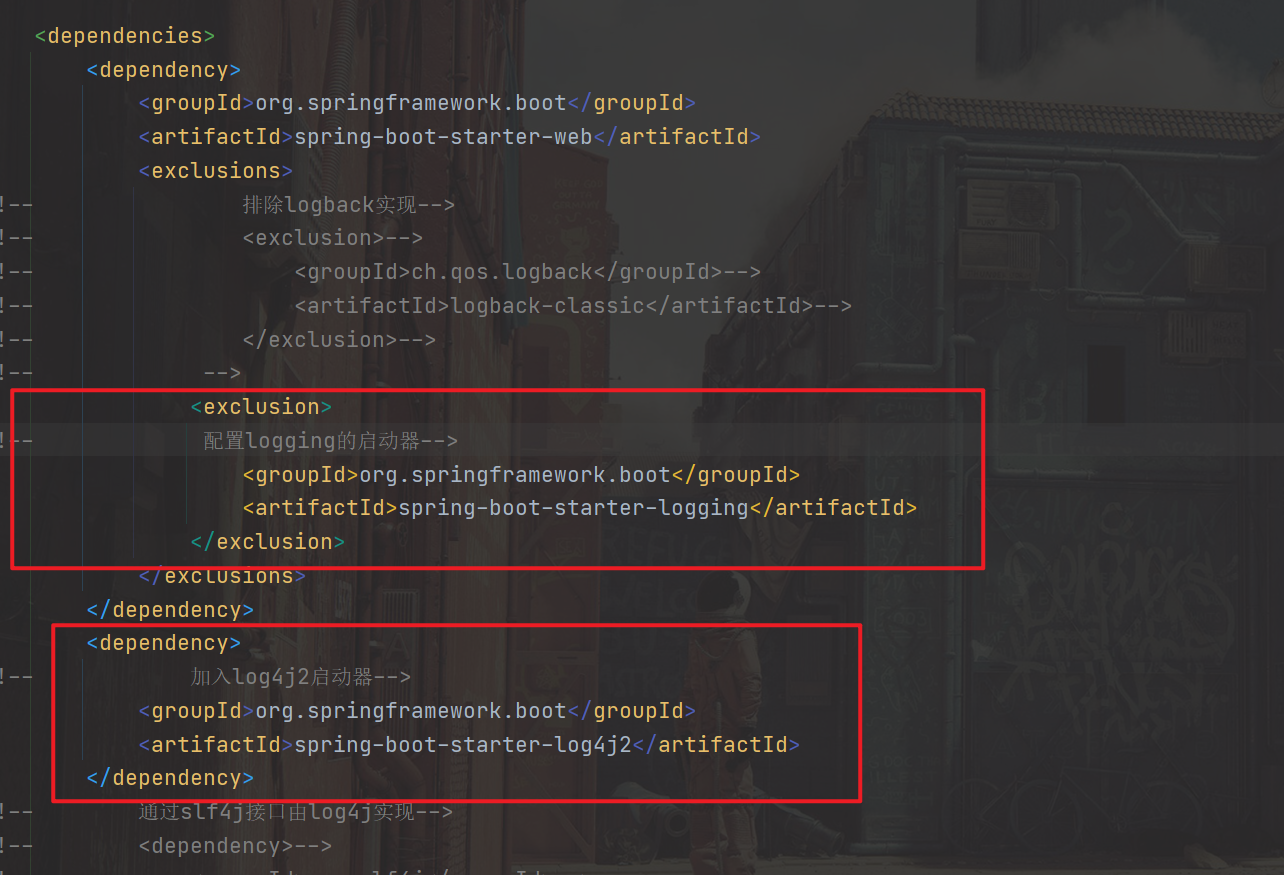 <dependencies>
<dependency>
<groupId>org.springframework.boot</groupId>
<artifactId>spring-boot-starter-web</artifactId>
<exclusions>
!-- 排除logback实现-->
!-- <exclusion>-->
!-- <groupId>ch.qos.logback</groupId>-->
!-- <artifactId>logback-classic</artifactId>-->
!-- </exclusion>-->
!-- -->
<exclusion>
!-- 配置logging的启动器-->
<groupId>org.springframework.boot</groupId>
<artifactId>spring-boot-starter-logging</artifactId>
</exclusion>
</exclusions>
</dependency>
<dependency>
!-- 加入log4j2启动器-->
<groupId>org.springframework.boot</groupId>
<artifactId>spring-boot-starter-log4j2</artifactId>
</dependency>
!-- 通过slf4j接口由log4j实现-->
!-- <dependency>-->